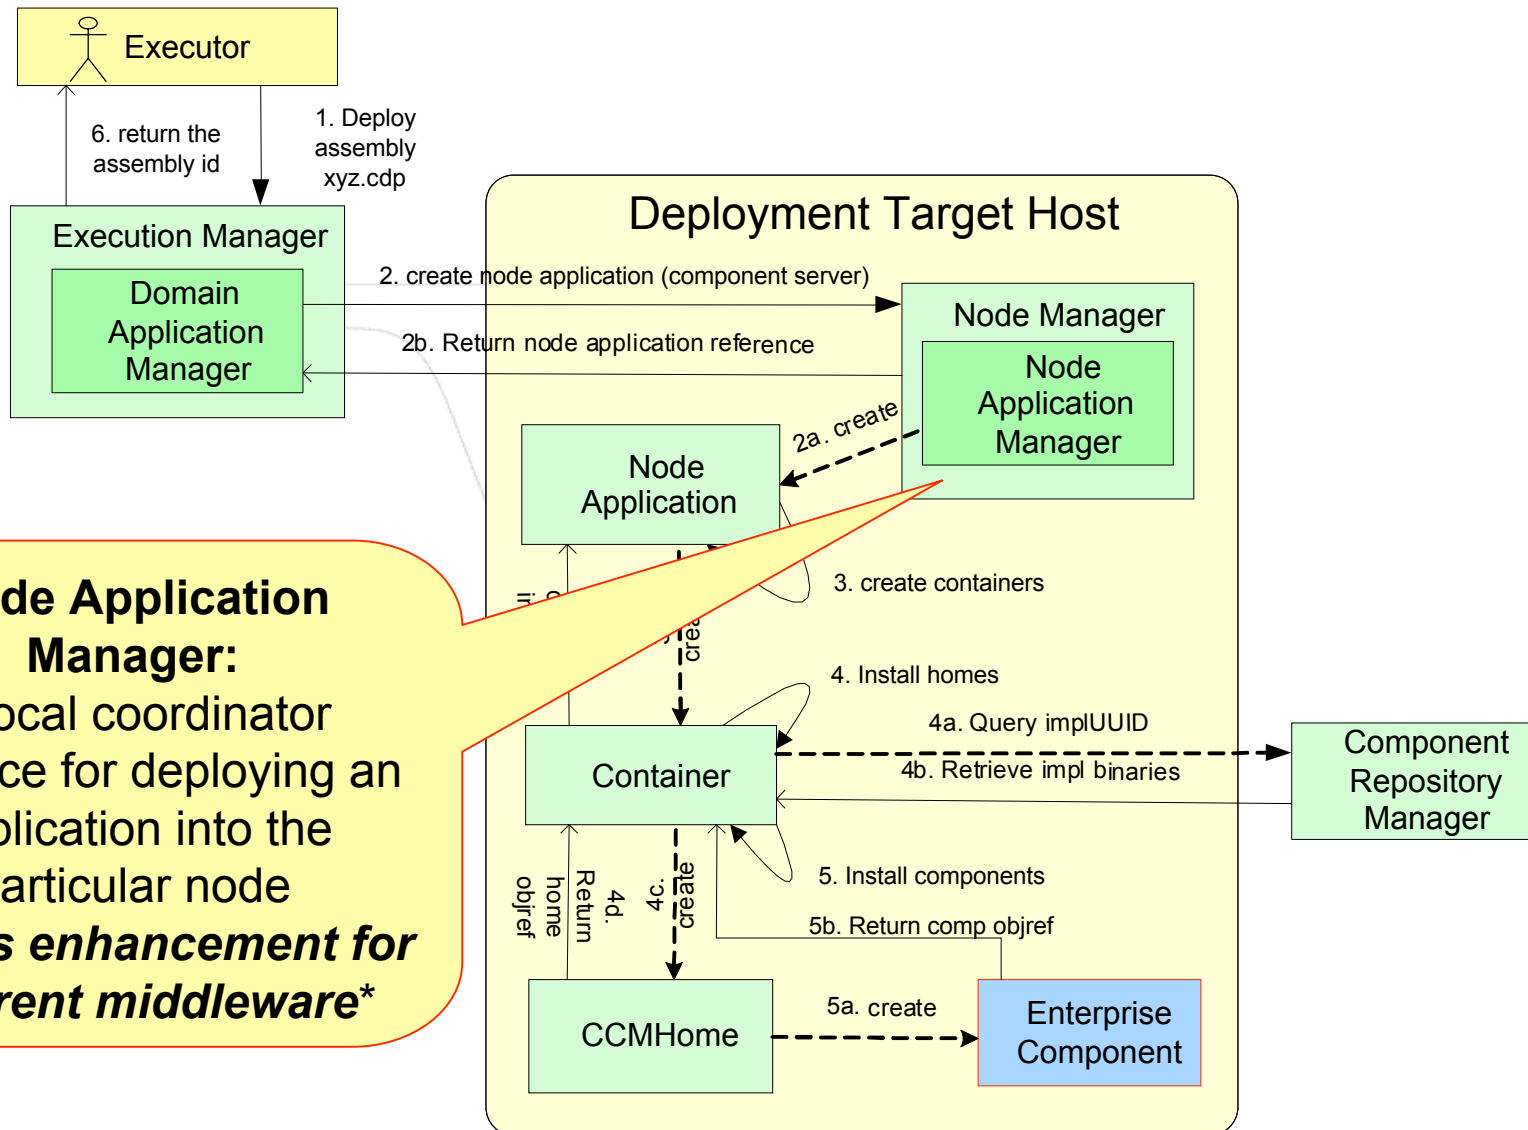 Executor
6. return the
assembly id
1. Deploy
assembly
xyz.cdp
Execution Manager
Domain
Application
Manager
Deployment Target Host
2. create node application (component server)
2b. Return node application reference
Node Manager
Node
Application
Manager
2a. create
Node
Application
3. create containers
de Application
Manager:
ocal coordinator
ce for deploying an
plication into the
articular node
s enhancement for
rent middleware*
4. Install homes
4a. Query implUUID
4b. Retrieve impl binaries
Container
Component
Repository
Manager
4d.
Return
home
objref
4c.
create
5. Install components
5b. Return comp objref
CCMHome
5a. create
Enterprise
Component